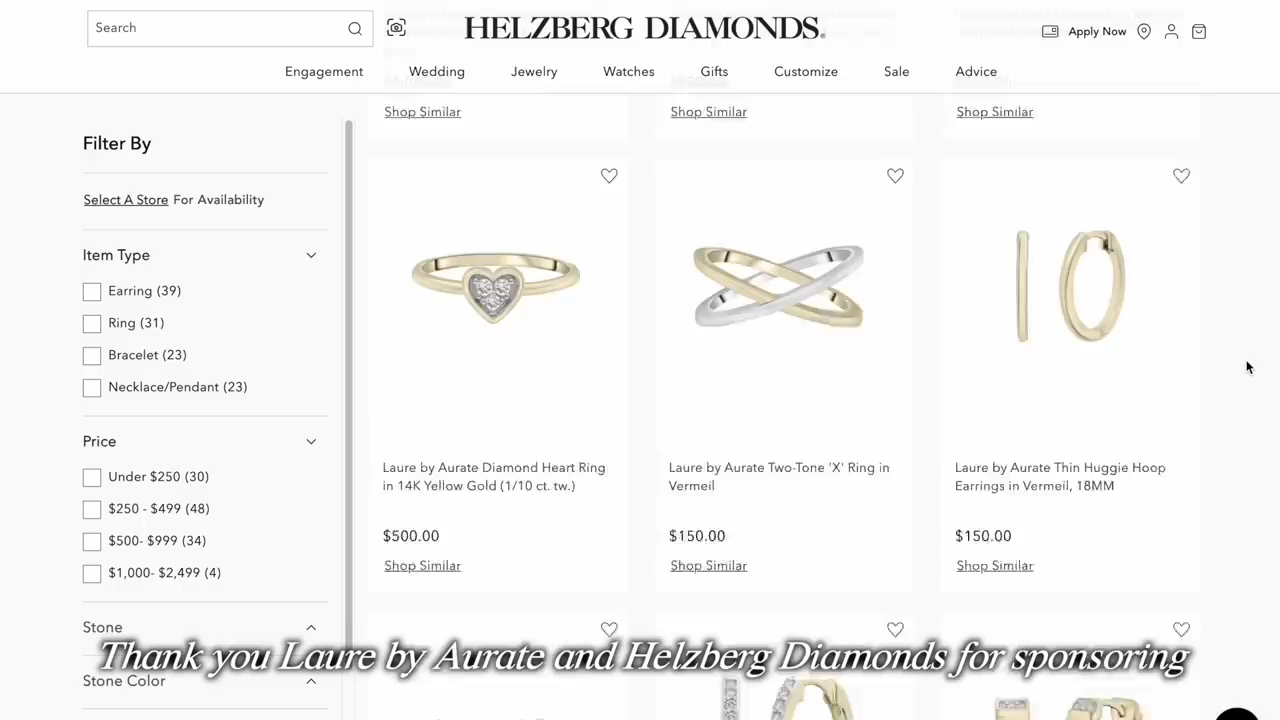 Search
HELZBERG DIAMONDS.
Apply Now
Engagement
Wedding
Jewelry
Watches
Gifts
Customize
Sale
Advice
Shop Similar
Shop Similar
Shop Similar
Filter By
Select A Store For Availability
Item Type
Earring (39)
Ring (31)
Bracelet (23)
Necklace/Pendant (23)
Price
Under $250 (30)
$250 - $499 (48)
$500- $999 (34)
$1,000- $2,499 (4)
Stone
Stone Color
Laure by Aurate Diamond Heart Ring
in 14K Yellow Gold (1/10 ct. tw.)
$500.00
Shop Similar
Laure by Aurate Two-Tone 'X' Ring in
Vermeil
$150.00
Shop Similar
Laure by Aurate Thin Huggie Hoop
Earrings in Vermeil, 18MM
$150.00
Shop Similar
Thank you Laure by Aurate and Helzberg Diamonds for sponsoring